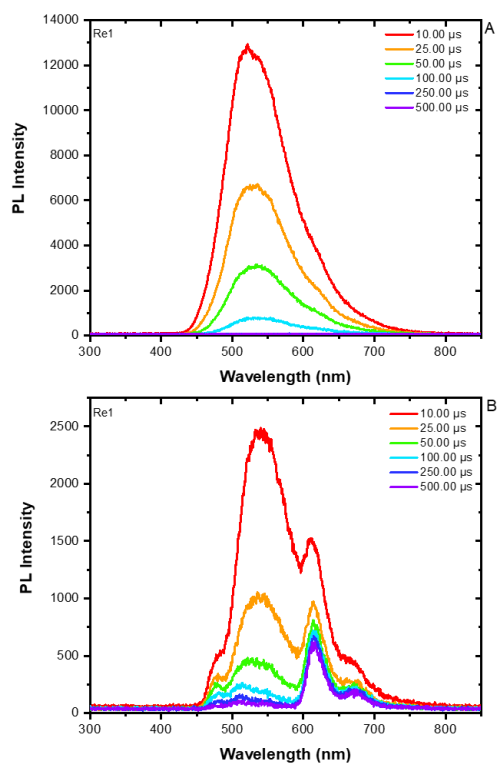 Re1
A
10.00 µs
25.00 µs
50.00 µs
100.00 µs
250.00 µs
500.00 µs
PL Intensity
14000
12000
10000
8000
6000
4000
2000
0
300 400 500 600 700 800
Wavelength (nm)
Re1
B
10.00 µs
25.00 µs
50.00 µs
100.00 µs
250.00 µs
500.00 µs
PL Intensity
2500
2000
1500
1000
500
0
300 400 500 600 700 800
Wavelength (nm)